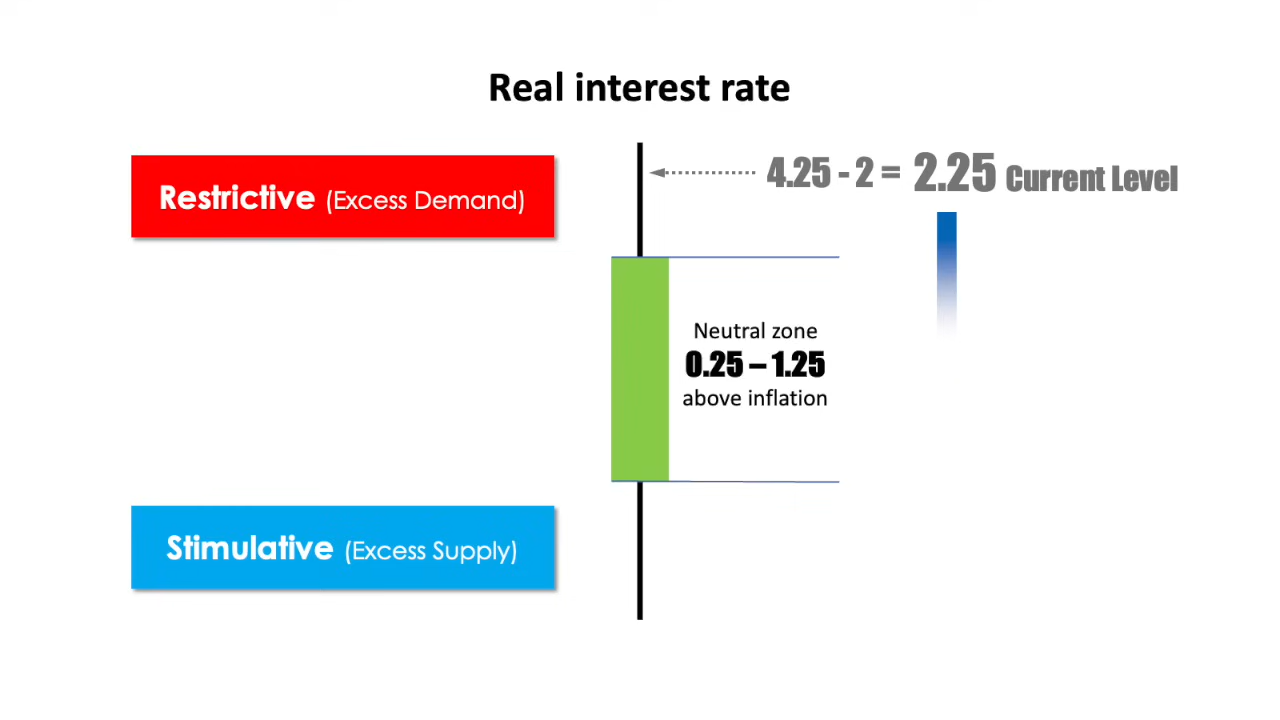 Real interest rate
Restrictive (Excess Demand)
4.25 - 2 = 2.25 Current Level
Neutral zone
0.25 – 1.25
above inflation
Stimulative (Excess Supply)